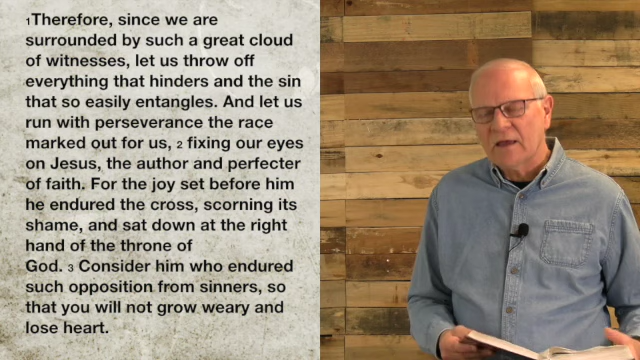 1Therefore, since we are
surrounded by such a great cloud
of witnesses, let us throw off
everything that hinders and the sin
that so easily entangles. And let us
run with perseverance the race
marked out for us, 2 fixing our eyes
on Jesus, the author and perfecter
of faith. For the joy set before him
he endured the cross, scorning its
shame, and sat down at the right
hand of the throne of
God. 3 Consider him who endured
such opposition from sinners, so
that you will not grow weary and
lose heart.